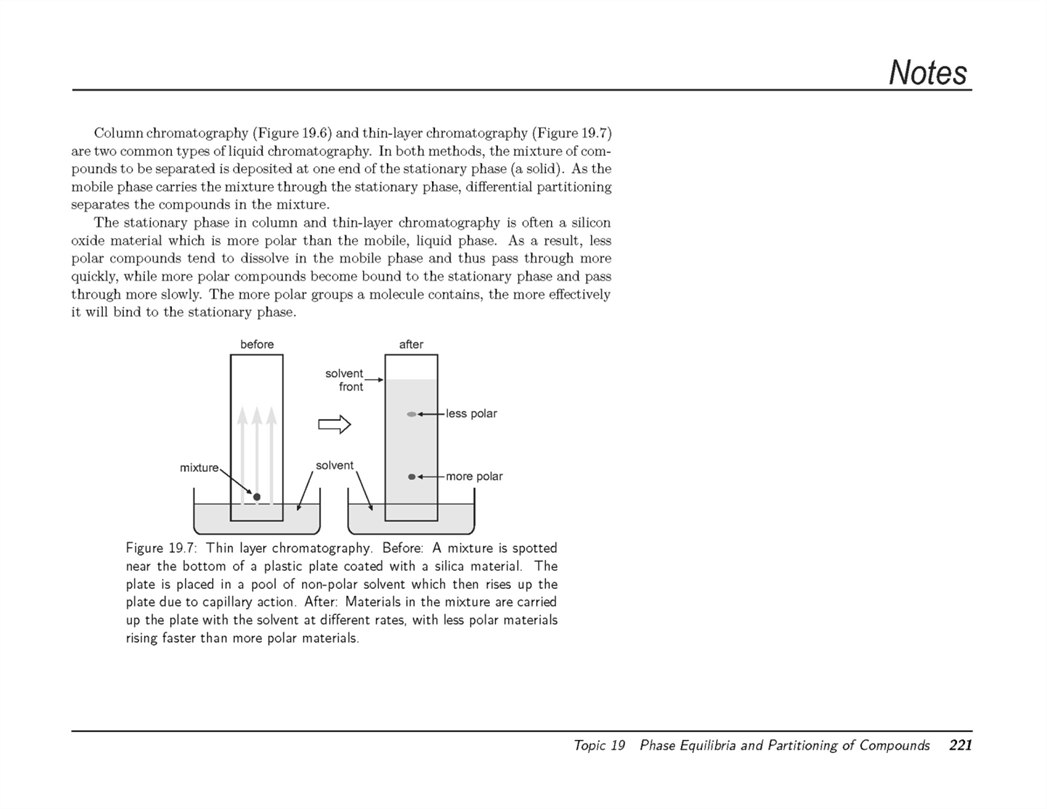 Notes
Column chromatography (Figure 19.6) and thin-layer chromatography (Figure 19.7)
are two common types of liquid chromatography. In both methods, the mixture of com-
pounds to be separated is deposited at one end of the stationary phase (a solid). As the
mobile phase carries the mixture through the stationary phase, differential partitioning
separates the compounds in the mixture.
The stationary phase in column and thin-layer chromatography is often a silicon
oxide material which is more polar than the mobile, liquid phase. As a result, less
polar compounds tend to dissolve in the mobile phase and thus pass through more
quickly, while more polar compounds become bound to the stationary phase and pass
through more slowly. The more polar groups a molecule contains, the more effectively
it will bind to the stationary phase.
before
after
solvent
front
less polar
mixture
solvent
more polar
Figure 19.7: Thin layer chromatography. Before: A mixture is spotted
near the bottom of a plastic plate coated with a silica material. The
plate is placed in a pool of non-polar solvent which then rises up the
plate due to capillary action. After: Materials in the mixture are carried
up the plate with the solvent at different rates, with less polar materials
rising faster than more polar materials.
Topic 19 Phase Equilibria and Partitioning of Compounds 221